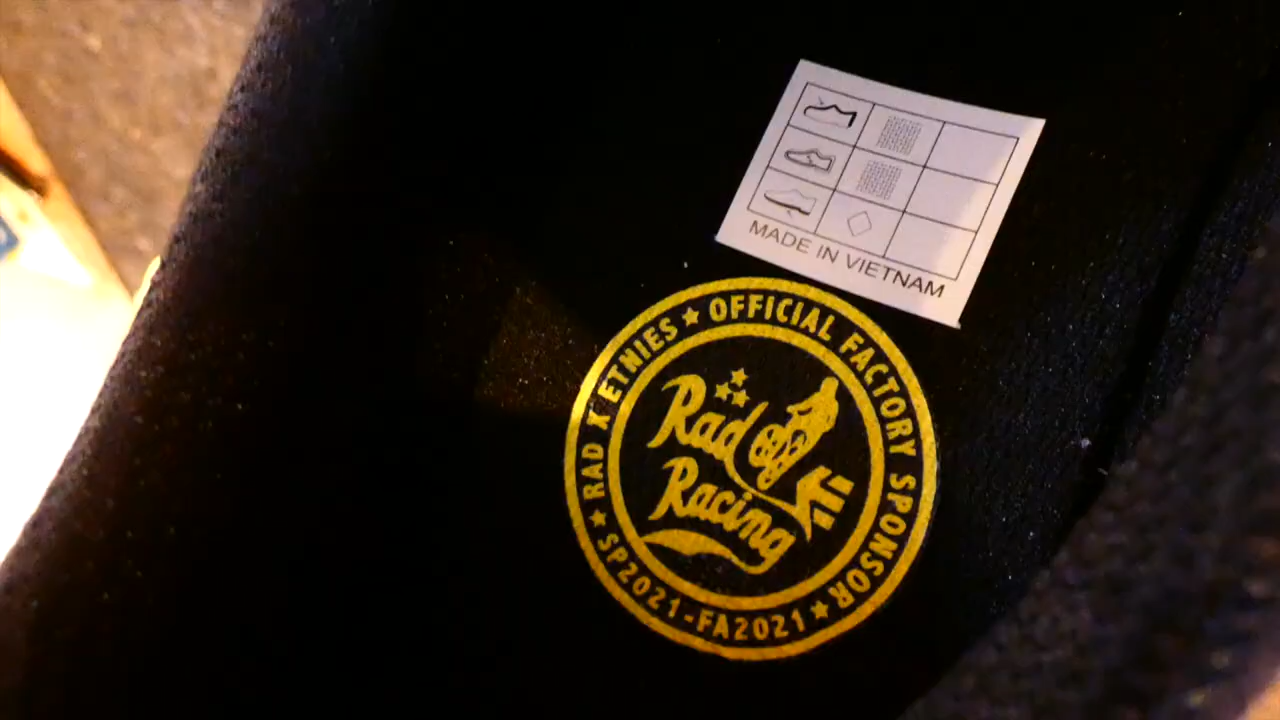 MADE IN VIETNAM
RAD X ETNIES ★ OFFICIAL FACTORY SPONSOR ★ SP2021-FA2021 ★
Rad
Racing